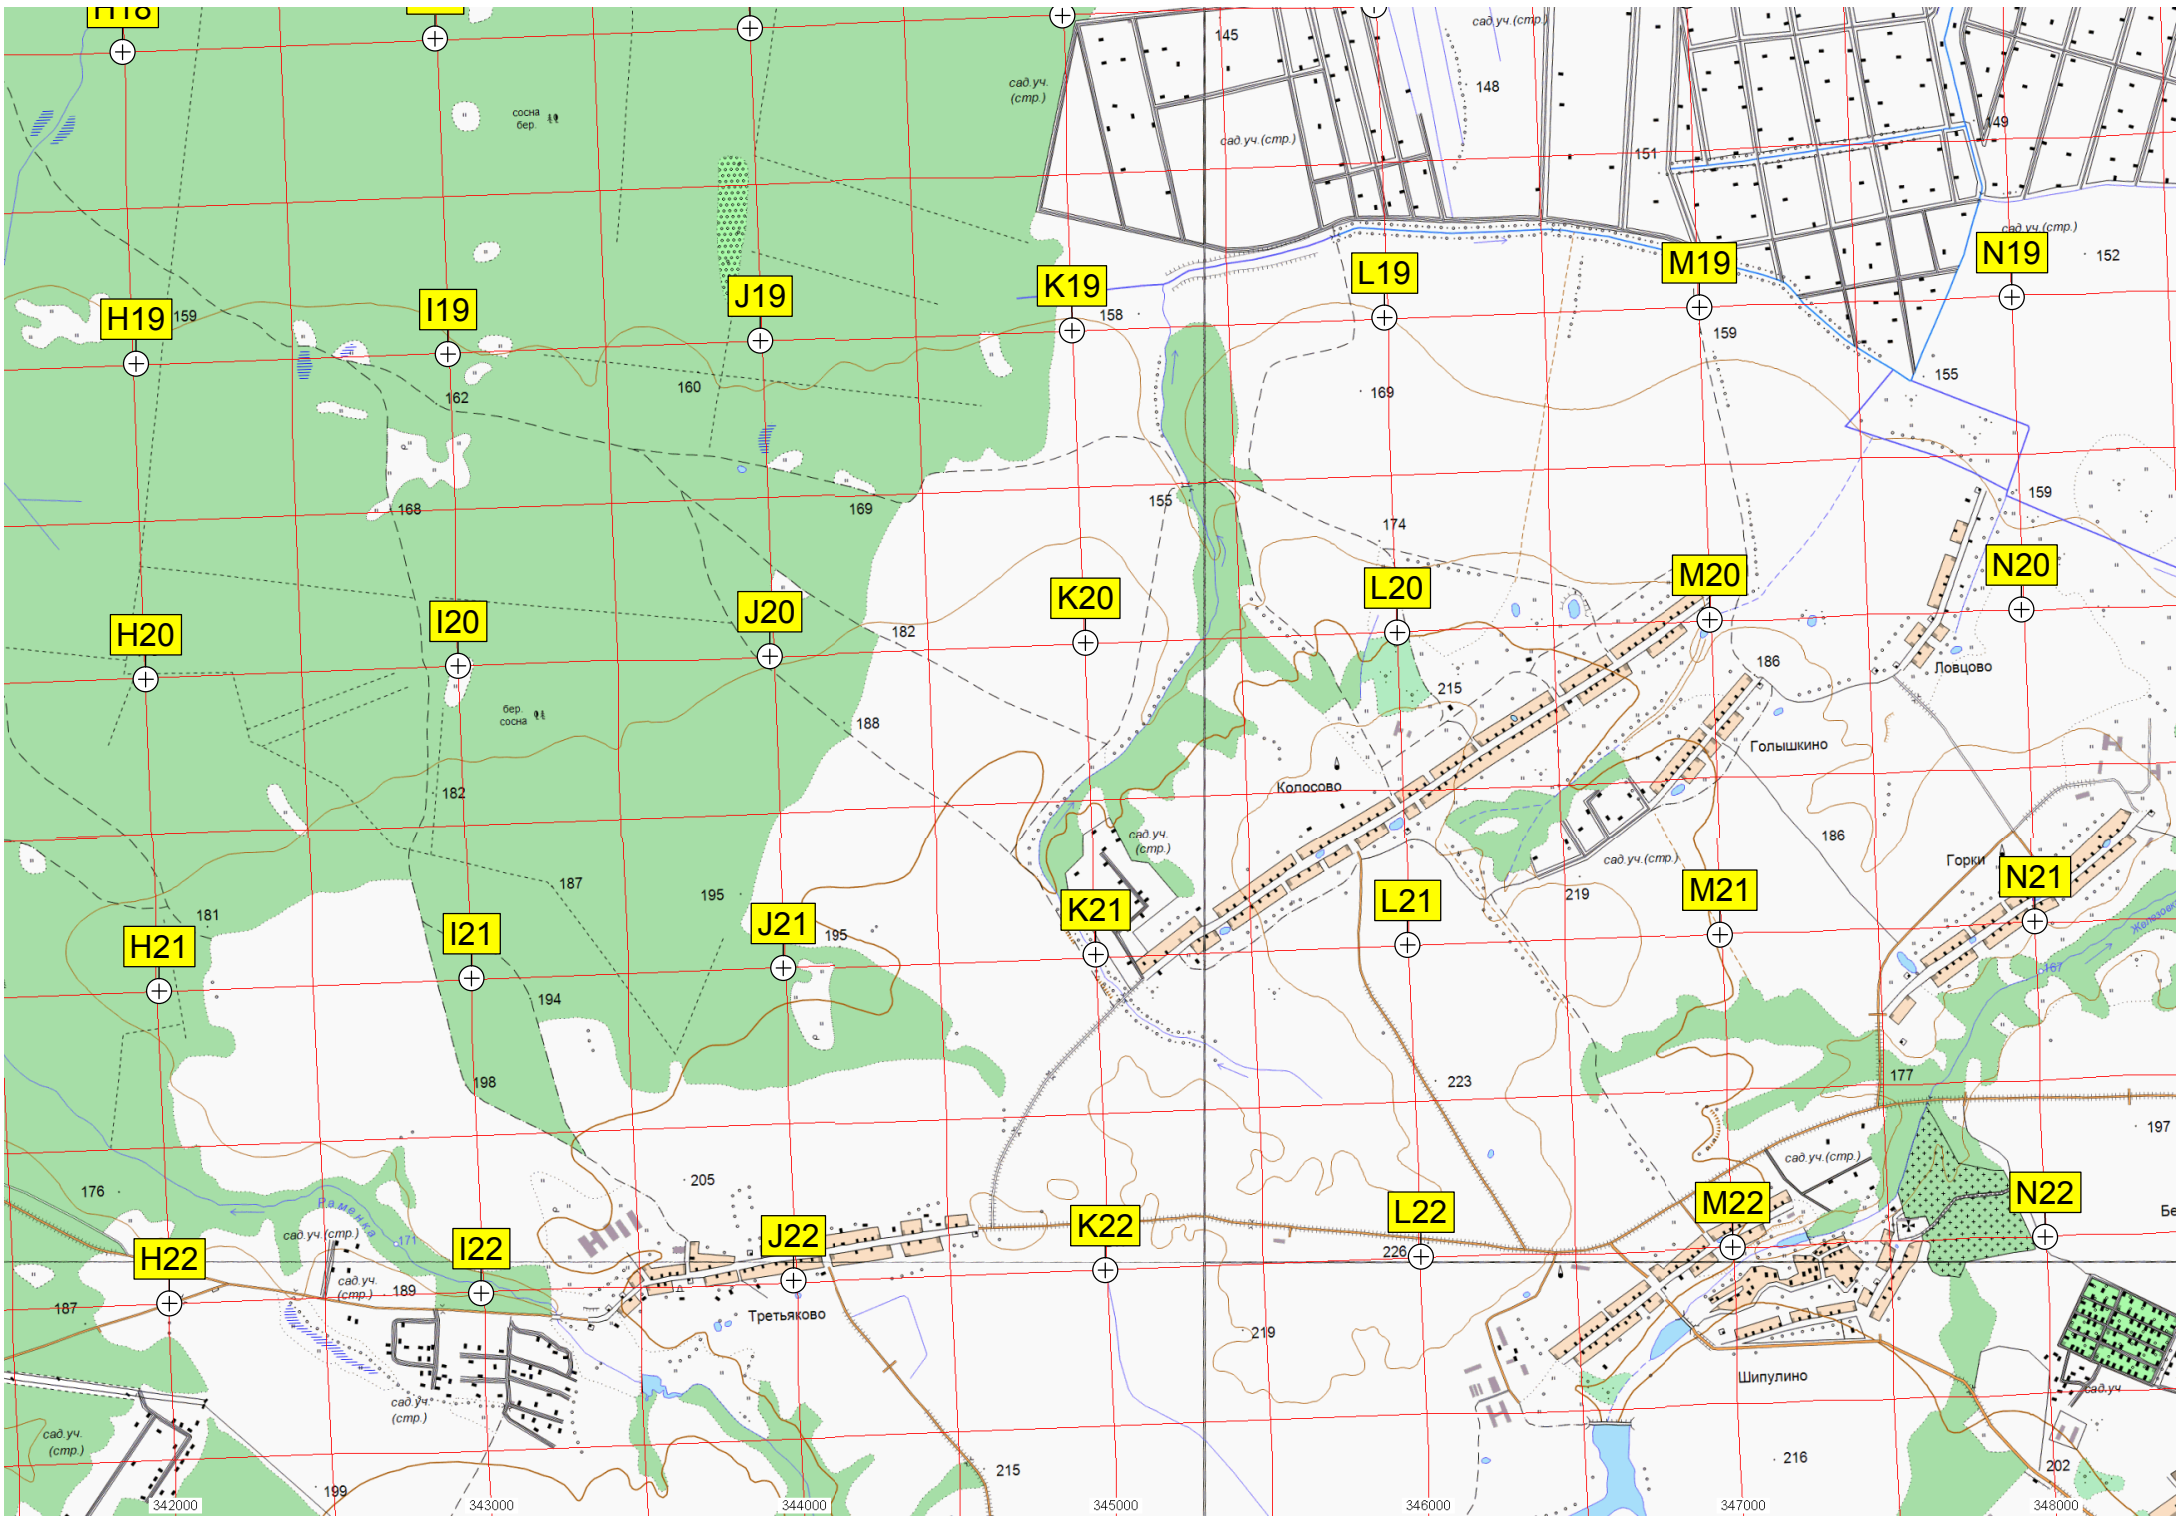 H18
145
сад.уч.(стр.)
148
сад.уч.
(стр.)
сосна
бер.
149
сад.уч.(стр.)
151
сад.уч.(стр.)
152
N19
M19
L19
K19
J19
I19
H19
159
158
159
160
169
155
162
159
155
168
169
174
N20
M20
L20
K20
J20
I20
H20
182
186
Ловцово
188
215
бер.
сосна
Голышкино
Колосово
182
186
сад.уч.
(стр.)
сад.уч.(стр.)
Горки
187
195
219
N21
M21
L21
K21
J21
I21
H21
181
195
167
194
198
223
177
197
сад.уч.(стр.)
205
176
Раменка
171
сад.уч.(стр.)
N22
M22
L22
K22
J22
I22
H22
226
сад.уч.
(стр.)
189
187
Третьяково
219
Шипулино
сад.уч.
сад.уч.
(стр.)
сад.уч.
(стр.)
199
215
216
202
342000
343000
344000
345000
346000
347000
348000